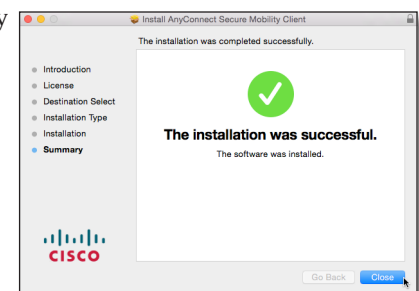 y
Install AnyConnect Secure Mobility Client
The installation was completed successfully.
Introduction
License
Destination Select
Installation Type
Installation
Summary
The installation was successful.
The software was installed.
CISCO
Go Back
Close